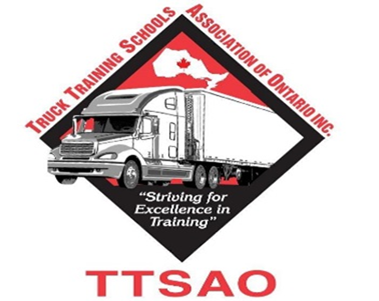 TRUCK TRAINING SCHOOLS
ASSOCIATION OF ONTARIO INC.
"Striving for
Excellence in
Training"
TTSAO